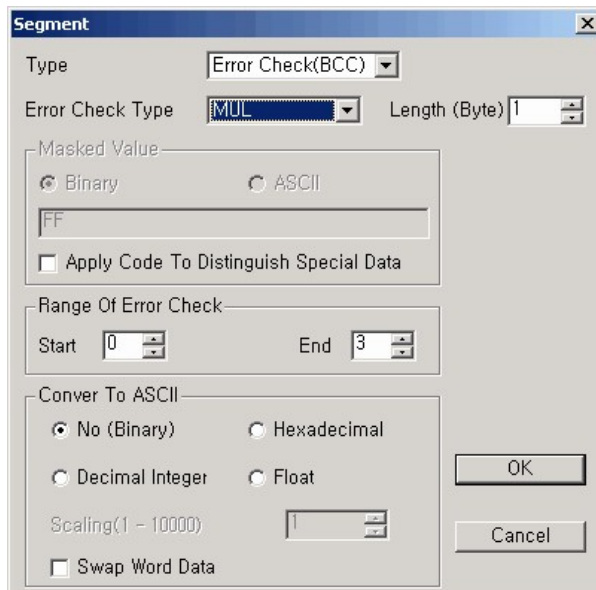 Segment
Type Error Check(BCC)
Error Check Type MUL Length (Byte) 1
Masked Value
Binary ASCII
FF
Apply Code To Distinguish Special Data
Range Of Error Check
Start 0 End 3
Conver To ASCII
No (Binary) Hexadecimal
Decimal Integer Float
OK
Scaling(1 - 10000) 1
Cancel
Swap Word Data